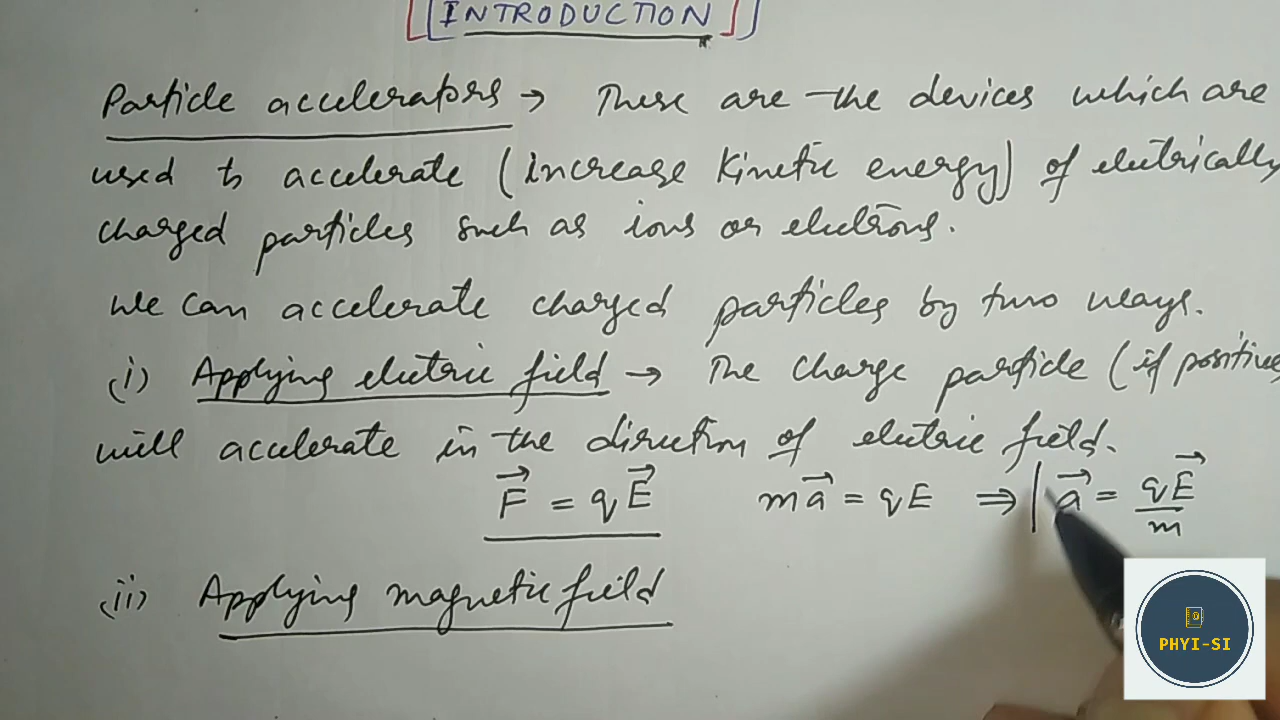 [[INTRODUCTION]]
Particle accelerators → These are the devices which are
used to accelerate (increase Kinetic energy) of electrically
charged particles such as ions or electrons.
We can accelerate charged particles by two ways.
(i) Applying electric field → The charge particle (if positive
will accelerate in the direction of electric field.
F⃗ = qE⃗   ma⃗ = qE ⇒ | a⃗ = qE⃗/m
(ii) Applying magnetic field
PHYI-SI